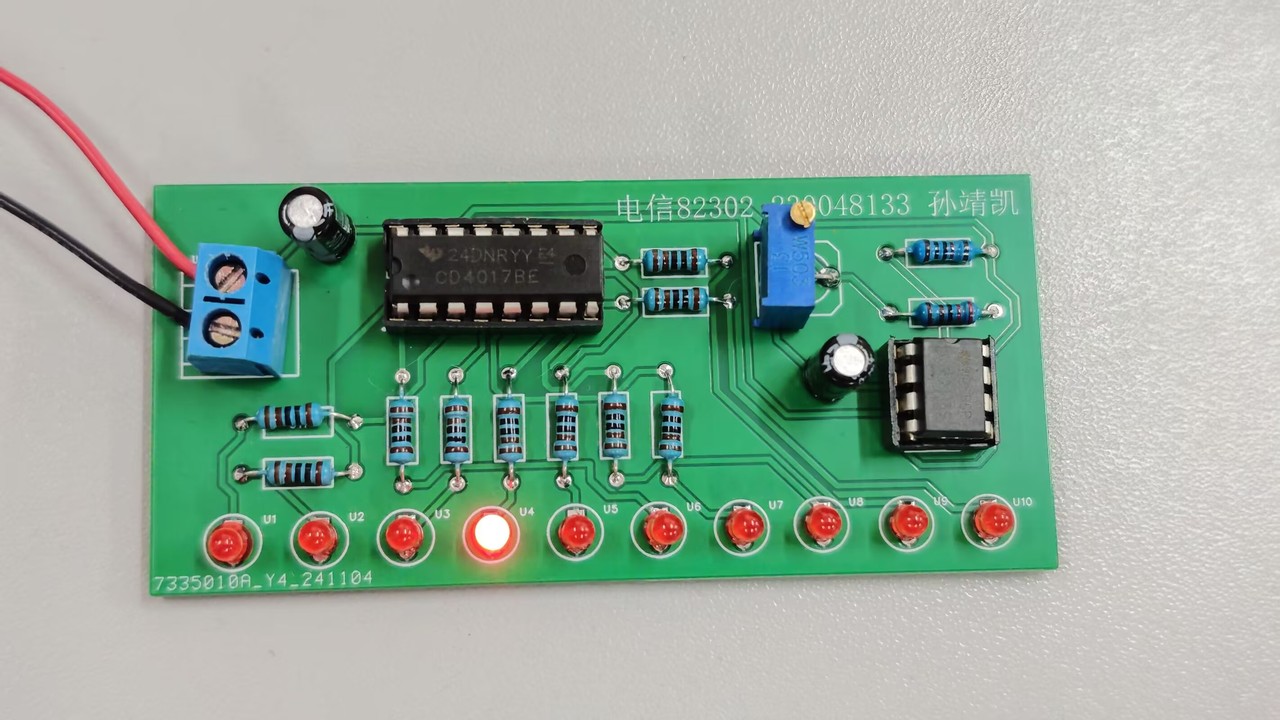 电信82302 048133 孙靖凯
24DNRYY E4
CD4017BE
U1
U2
U3
U4
U5
U6
U7
U8
U9
U10
7335010A_Y4_241104